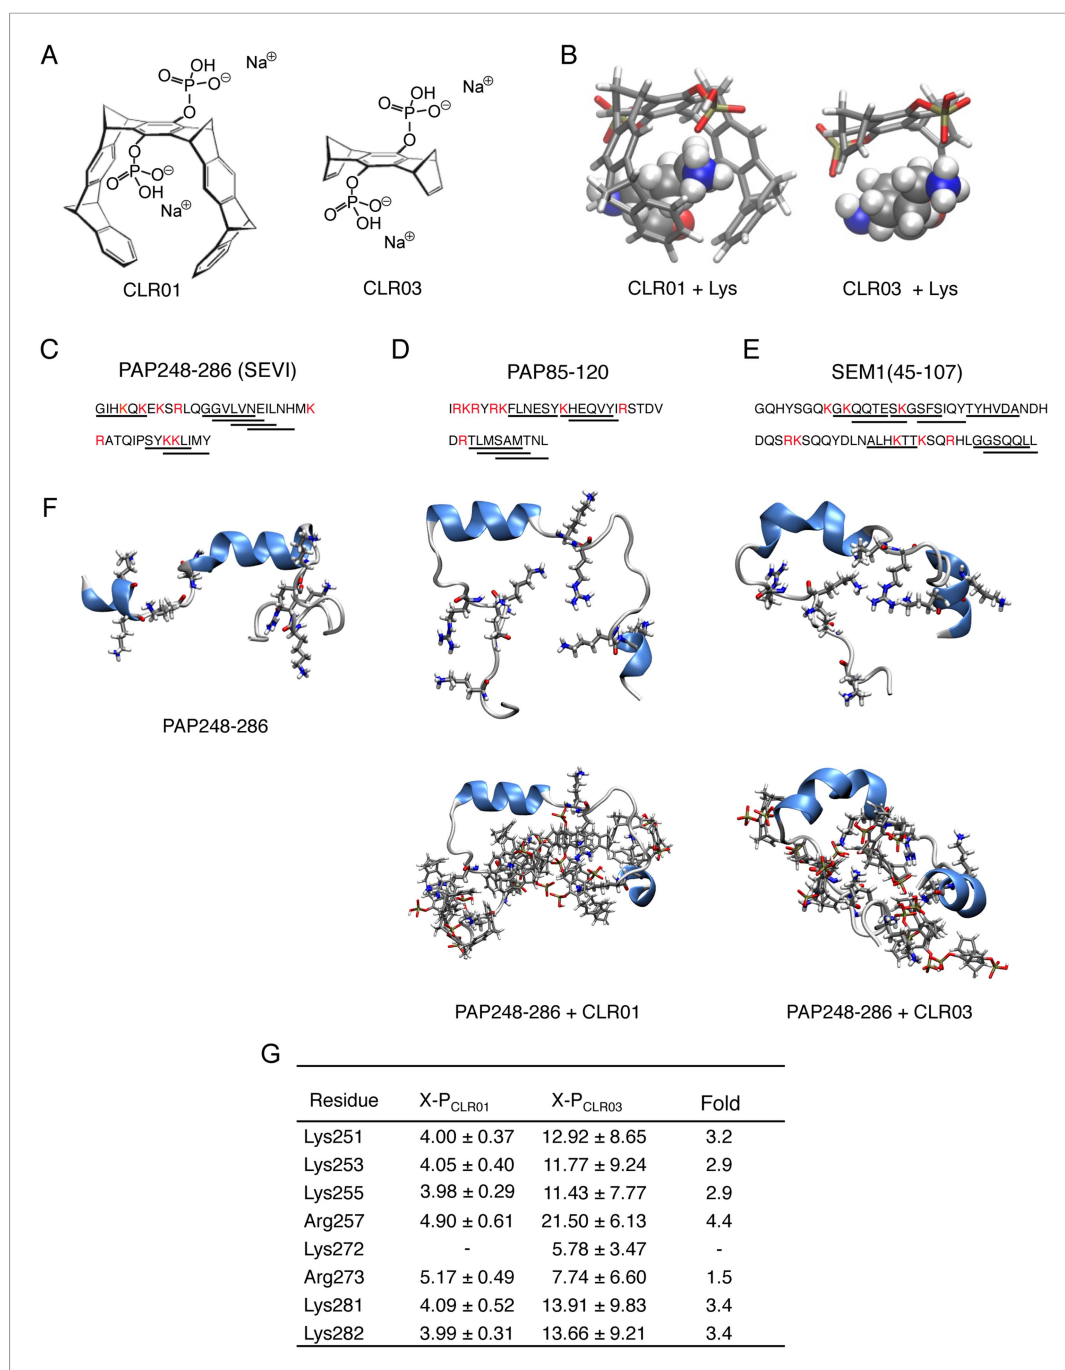 A
B
OH
Na⊕
O P O⊖
O
O
O P O⊖
OH
Na⊕
CLR01
OH
Na⊕
O P O⊖
O
O
O P O⊖
OH
Na⊕
CLR03
CLR01 + Lys
CLR03 + Lys
C
D
E
PAP248-286 (SEVI)
GIHKQKEKSRLQGGVLVNEILNHMK
RATQIPSYKKLIMY
PAP85-120
IRKRYRKFLNESYKHEQVYIRSTDV
DRTLMSAMTNL
SEM1(45-107)
GQHYSGQKGKQQTESKGSFSIQYTYHVDANDH
DQSRKSQQYDLNALHKTTKSQRHLGGSQQLL
F
PAP248-286
PAP248-286 + CLR01
PAP248-286 + CLR03
G
Residue X-PCLR01 X-PCLR03 Fold
Lys251 4.00 ± 0.37 12.92 ± 8.65 3.2
Lys253 4.05 ± 0.40 11.77 ± 9.24 2.9
Lys255 3.98 ± 0.29 11.43 ± 7.77 2.9
Arg257 4.90 ± 0.61 21.50 ± 6.13 4.4
Lys272 - 5.78 ± 3.47 -
Arg273 5.17 ± 0.49 7.74 ± 6.60 1.5
Lys281 4.09 ± 0.52 13.91 ± 9.83 3.4
Lys282 3.99 ± 0.31 13.66 ± 9.21 3.4